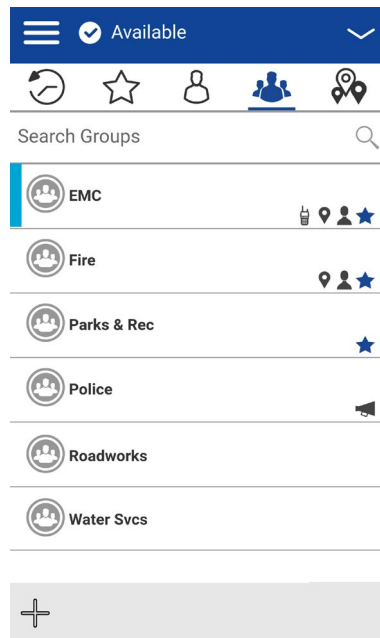 Available
Search Groups
EMC
Fire
Parks & Rec
Police
Roadworks
Water Svcs